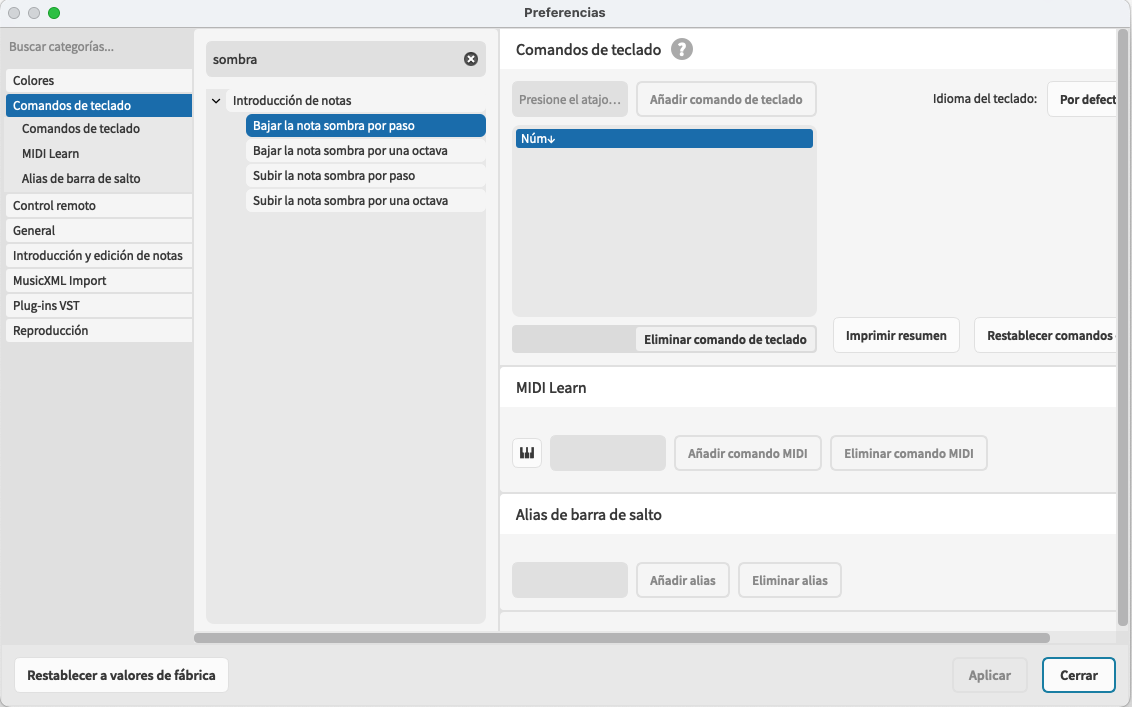 Preferencias
Buscar categorías...
Colores
Comandos de teclado
Comandos de teclado
MIDI Learn
Alias de barra de salto
Control remoto
General
Introducción y edición de notas
MusicXML Import
Plug-ins VST
Reproducción
sombra
Introducción de notas
Bajar la nota sombra por paso
Bajar la nota sombra por una octava
Subir la nota sombra por paso
Subir la nota sombra por una octava
Comandos de teclado ?
Presione el atajo...
Añadir comando de teclado
Idioma del teclado:
Por defect
Núm↓
Eliminar comando de teclado
Imprimir resumen
Restablecer comandos
MIDI Learn
Añadir comando MIDI
Eliminar comando MIDI
Alias de barra de salto
Añadir alias
Eliminar alias
Restablecer a valores de fábrica
Aplicar
Cerrar